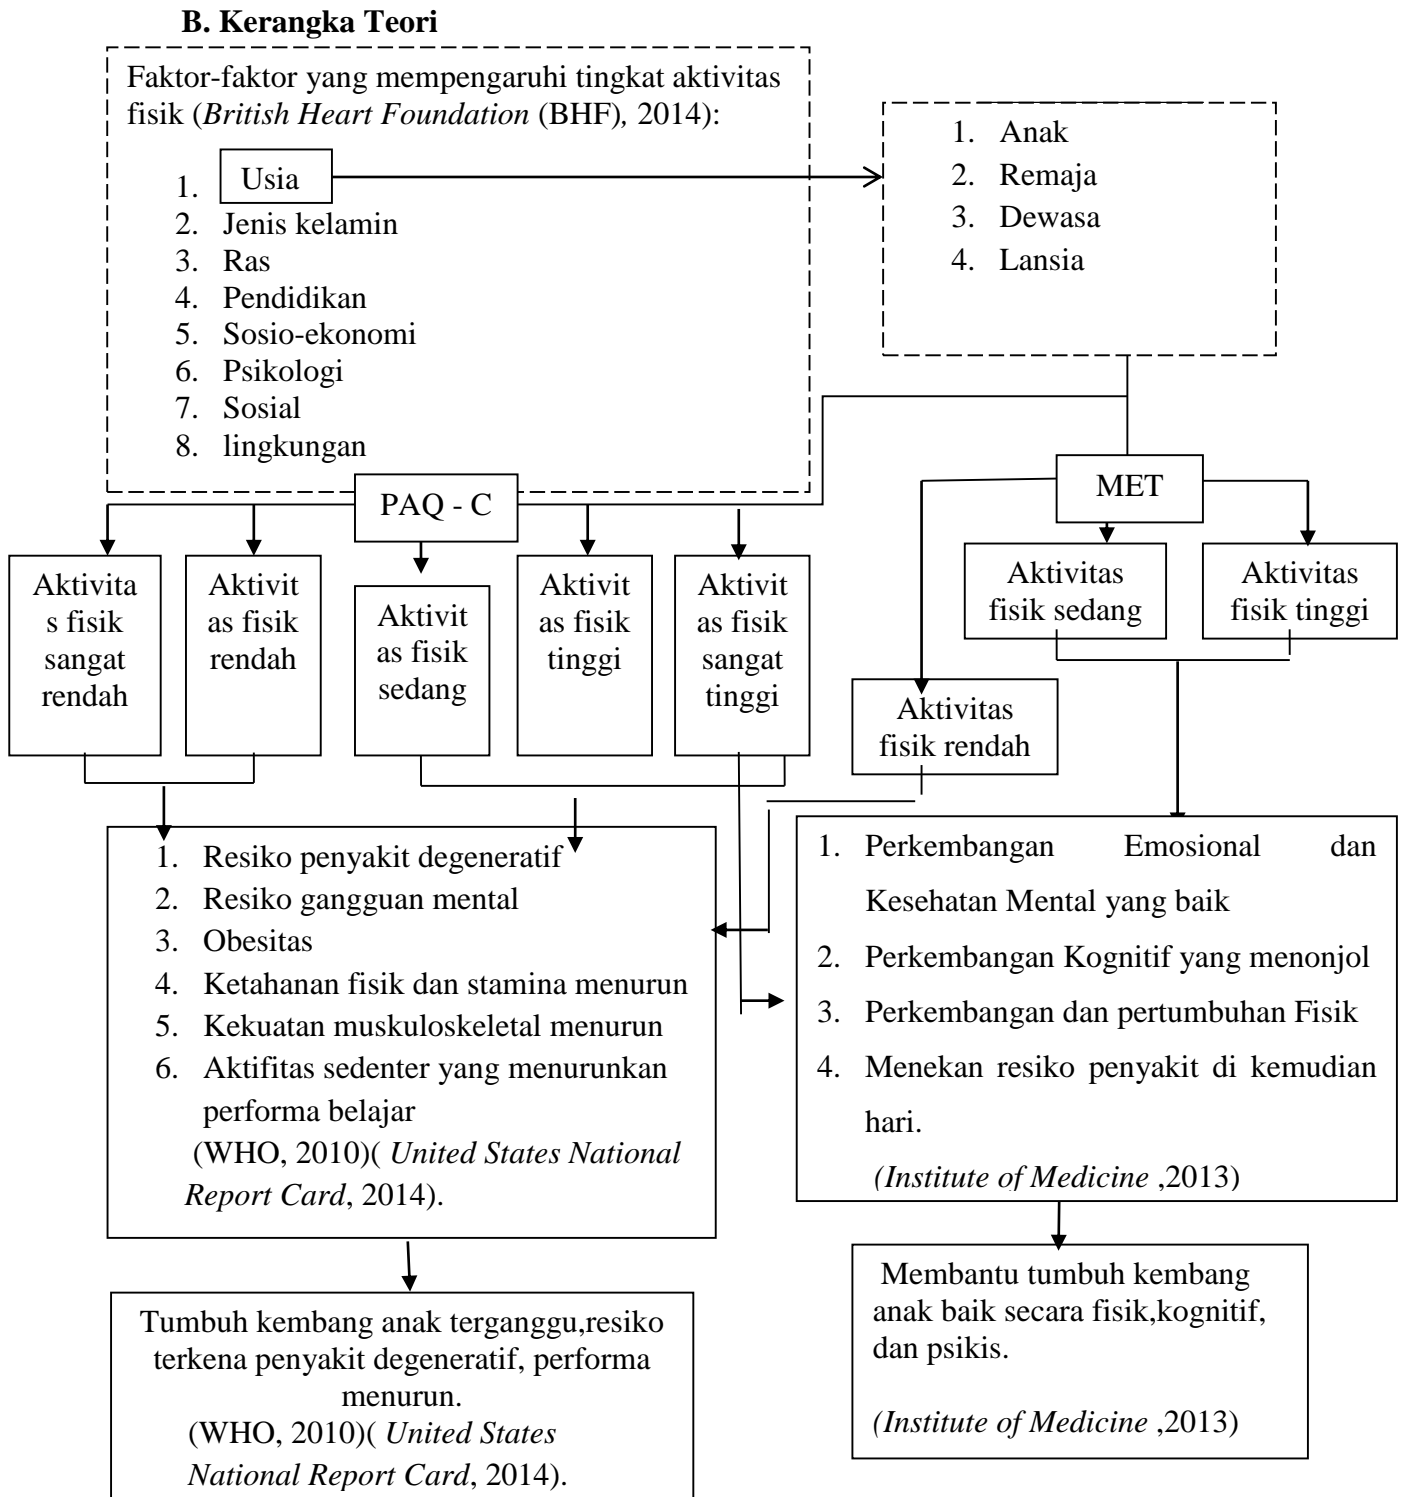 B. Kerangka Teori
Faktor-faktor yang mempengaruhi tingkat aktivitas
fisik (British Heart Foundation (BHF), 2014):
1. Usia
2. Jenis kelamin
3. Ras
4. Pendidikan
5. Sosio-ekonomi
6. Psikologi
7. Sosial
8. lingkungan
1. Anak
2. Remaja
3. Dewasa
4. Lansia
PAQ - C
MET
Aktivita
s fisik
sangat
rendah
Aktivit
as fisik
rendah
Aktivit
as fisik
sedang
Aktivit
as fisik
tinggi
Aktivit
as fisik
sangat
tinggi
Aktivitas
fisik rendah
Aktivitas
fisik sedang
Aktivitas
fisik tinggi
1. Resiko penyakit degeneratif
2. Resiko gangguan mental
3. Obesitas
4. Ketahanan fisik dan stamina menurun
5. Kekuatan muskuloskeletal menurun
6. Aktifitas sedenter yang menurunkan
performa belajar
(WHO, 2010)( United States National
Report Card, 2014).
1. Perkembangan Emosional dan
Kesehatan Mental yang baik
2. Perkembangan Kognitif yang menonjol
3. Perkembangan dan pertumbuhan Fisik
4. Menekan resiko penyakit di kemudian
hari.
(Institute of Medicine ,2013)
Tumbuh kembang anak terganggu,resiko
terkena penyakit degeneratif, performa
menurun.
(WHO, 2010)( United States
National Report Card, 2014).
Membantu tumbuh kembang
anak baik secara fisik,kognitif,
dan psikis.
(Institute of Medicine ,2013)